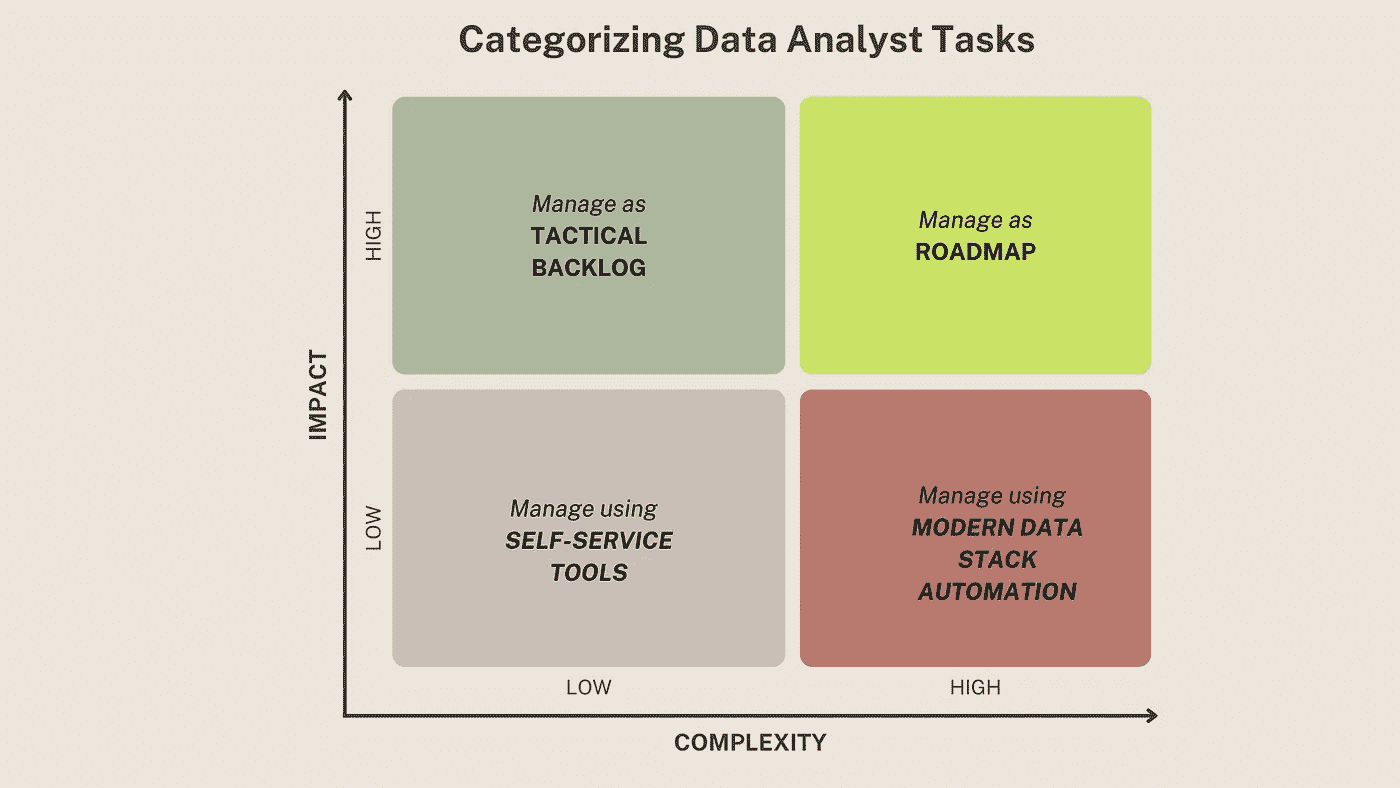 Categorizing Data Analyst Tasks
IMPACT
HIGH
Manage as
TACTICAL
BACKLOG
Manage as
ROADMAP
LOW
Manage using
SELF-SERVICE
TOOLS
Manage using
MODERN DATA
STACK
AUTOMATION
LOW
HIGH
COMPLEXITY